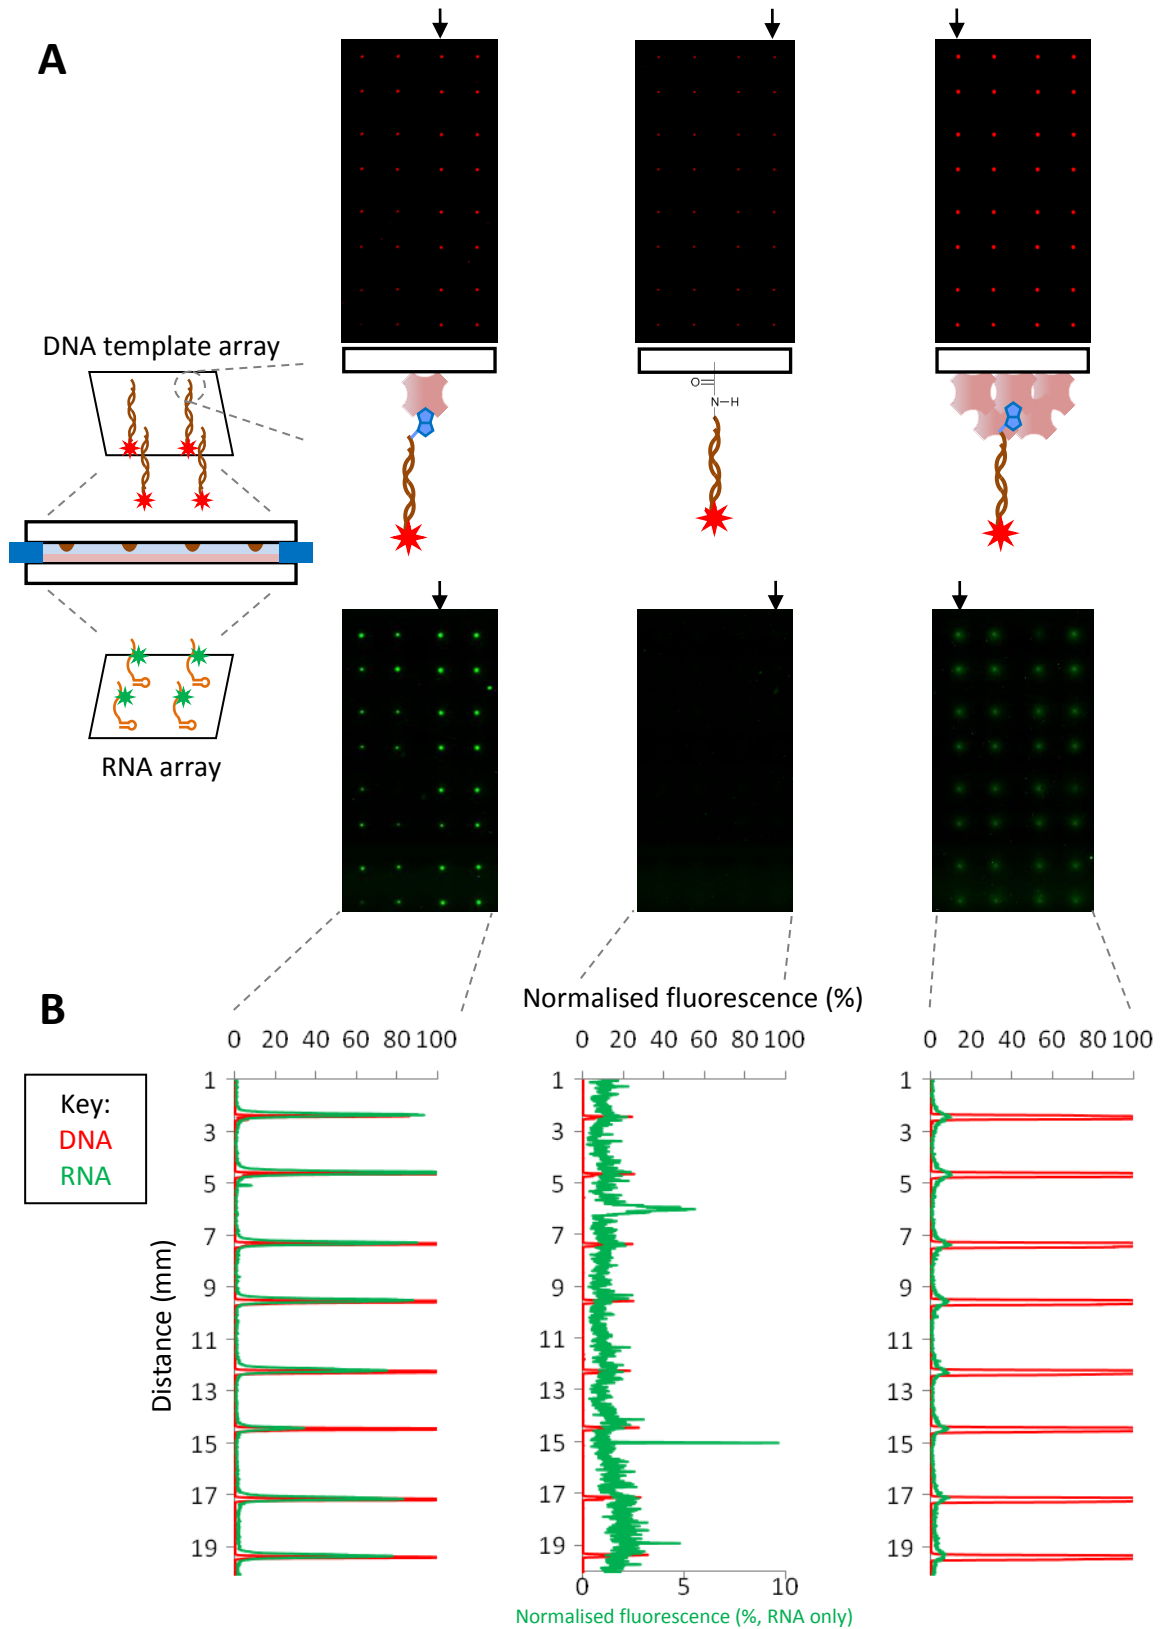 A
DNA template array
O
N
H
RNA array
B
Normalised fluorescence (%)
0 20 40 60 80 100
0 20 40 60 80 100
0 20 40 60 80 100
Key:
DNA
RNA
Distance (mm)
1
3
5
7
9
11
13
15
17
19
1
3
5
7
9
11
13
15
17
19
0 5 10
Normalised fluorescence (%, RNA only)
1
3
5
7
9
11
13
15
17
19